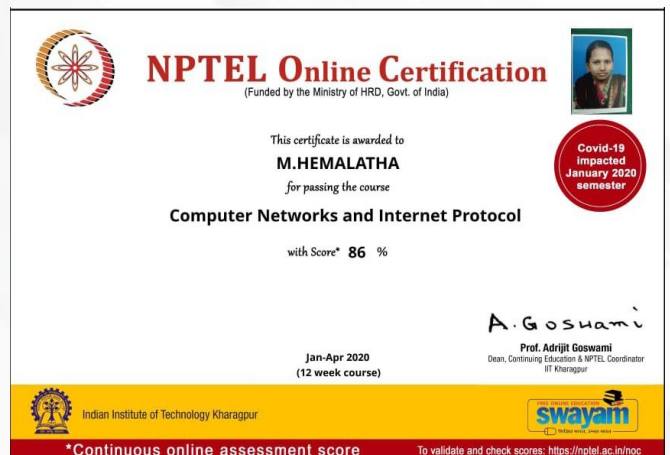 NPTEL Online Certification
(Funded by the Ministry of HRD, Govt. of India)
This certificate is awarded to
M.HEMALATHA
for passing the course
Computer Networks and Internet Protocol
with Score* 86 %
Covid-19
impacted
January 2020
semester
A. Goswami
Prof. Adrijit Goswami
Dean, Continuing Education & NPTEL Coordinator
IIT Kharagpur
Jan-Apr 2020
(12 week course)
Indian Institute of Technology Kharagpur
FREE ONLINE EDUCATION
swayam
*Continuous online assessment score
To validate and check scores: https://nptel.ac.in/noc